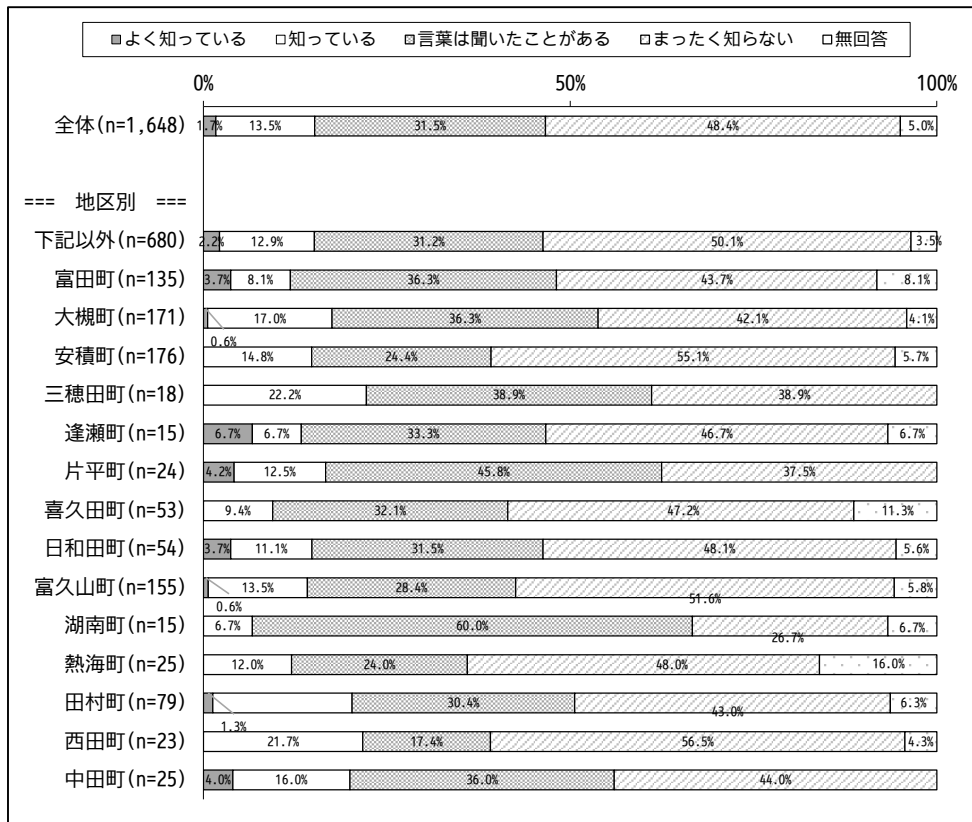 ■よく知っている □知っている ▩言葉は聞いたことがある ▨まったく知らない □無回答
0% 50% 100%
全体(n=1,648) 1.7% 13.5% 31.5% 48.4% 5.0%
=== 地区別 ===
下記以外(n=680) 2.2% 12.9% 31.2% 50.1% 3.5%
富田町(n=135) 3.7% 8.1% 36.3% 43.7% 8.1%
大槻町(n=171) 0.6% 17.0% 36.3% 42.1% 4.1%
安積町(n=176) 14.8% 24.4% 55.1% 5.7%
三穂田町(n=18) 22.2% 38.9% 38.9%
逢瀬町(n=15) 6.7% 6.7% 33.3% 46.7% 6.7%
片平町(n=24) 4.2% 12.5% 45.8% 37.5%
喜久田町(n=53) 9.4% 32.1% 47.2% 11.3%
日和田町(n=54) 3.7% 11.1% 31.5% 48.1% 5.6%
富久山町(n=155) 0.6% 13.5% 28.4% 51.6% 5.8%
湖南町(n=15) 6.7% 60.0% 26.7% 6.7%
熱海町(n=25) 12.0% 24.0% 48.0% 16.0%
田村町(n=79) 1.3% 30.4% 43.0% 6.3%
西田町(n=23) 21.7% 17.4% 56.5% 4.3%
中田町(n=25) 4.0% 16.0% 36.0% 44.0%